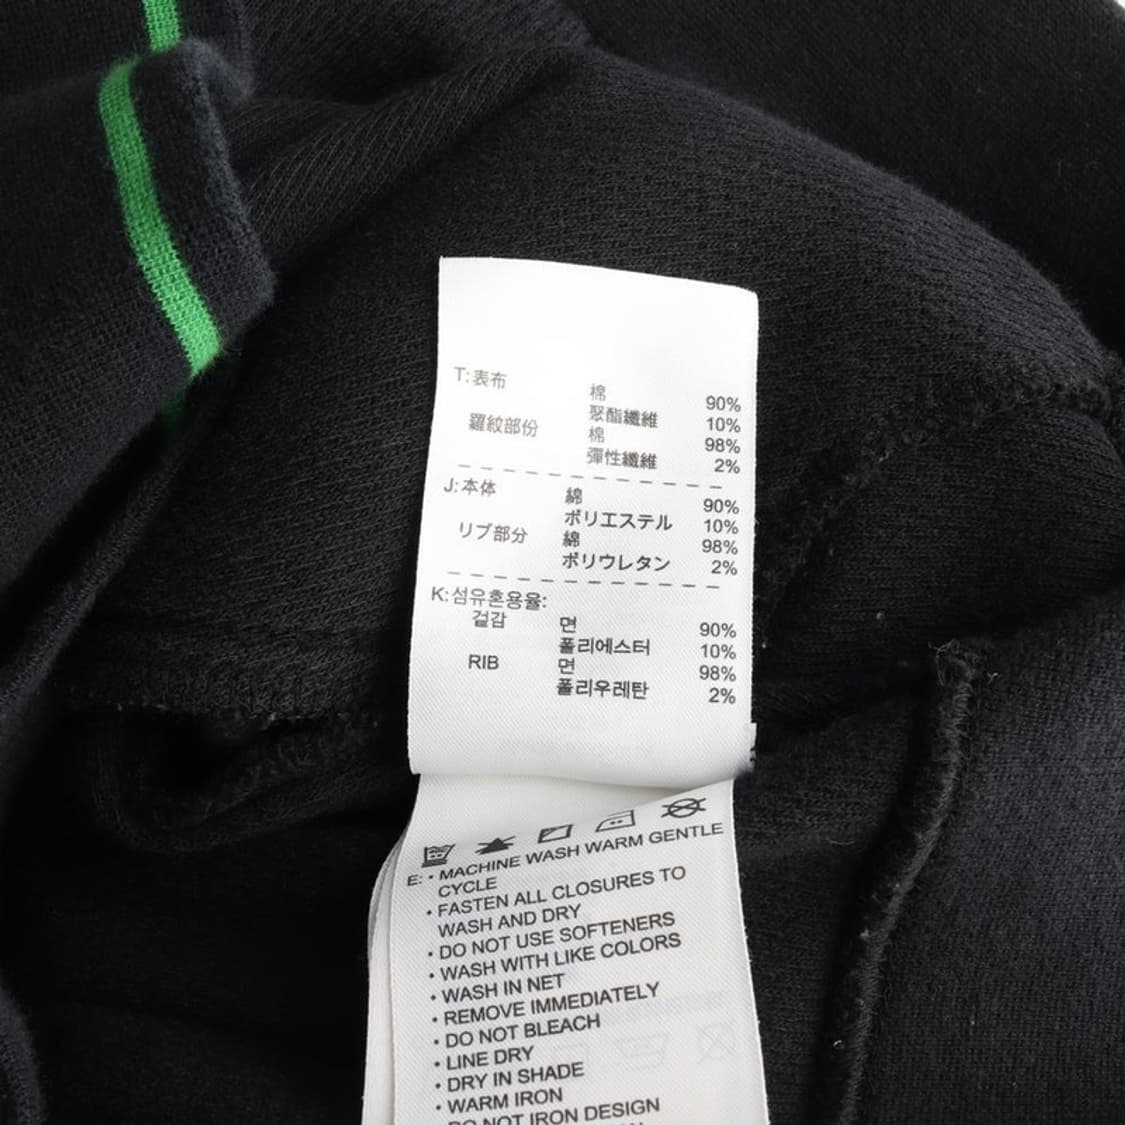 T:表布 棉 90%
聚酯纖維 10%
羅紋部份 棉 98%
彈性纖維 2%
J:本体 綿 90%
ポリエステル 10%
リブ部分 綿 98%
ポリウレタン 2%
K:섬유혼용율:
겉감 면 90%
폴리에스터 10%
RIB 면 98%
폴리우레탄 2%
E: • MACHINE WASH WARM GENTLE
CYCLE
• FASTEN ALL CLOSURES TO
WASH AND DRY
• DO NOT USE SOFTENERS
• WASH WITH LIKE COLORS
• WASH IN NET
• REMOVE IMMEDIATELY
• DO NOT BLEACH
• LINE DRY
• DRY IN SHADE
• WARM IRON
DO NOT IRON DESIGN